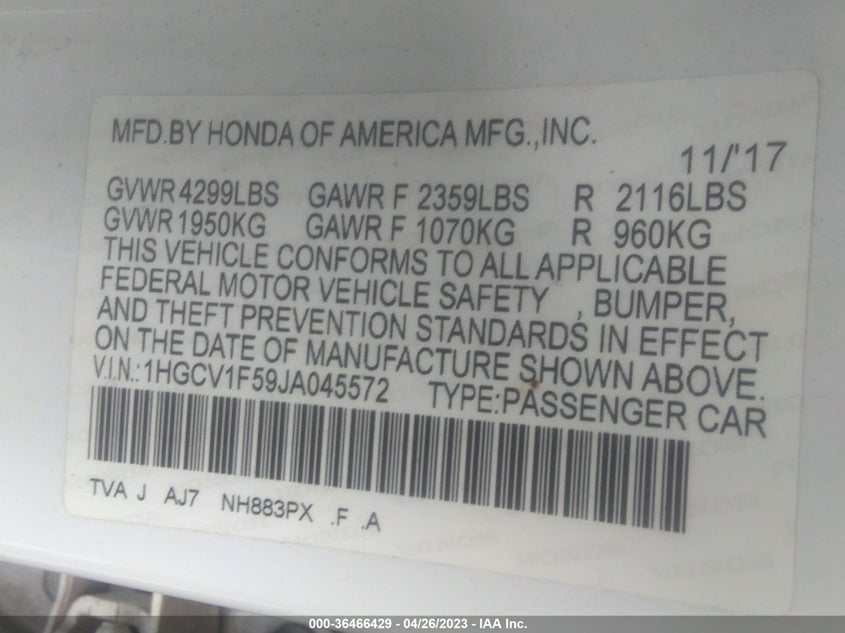 MFD.BY HONDA OF AMERICA MFG.,INC.
11/'17
GVWR 4299LBS GAWR F 2359LBS R 2116LBS
GVWR 1950KG GAWR F 1070KG R 960KG
THIS VEHICLE CONFORMS TO ALL APPLICABLE
FEDERAL MOTOR VEHICLE SAFETY , BUMPER,
AND THEFT PREVENTION STANDARDS IN EFFECT
ON THE DATE OF MANUFACTURE SHOWN ABOVE.
V.I.N.:1HGCV1F59JA045572 TYPE:PASSENGER CAR
TVA J AJ7 NH883PX .F .A
000-36466429 - 04/26/2023 - IAA Inc.